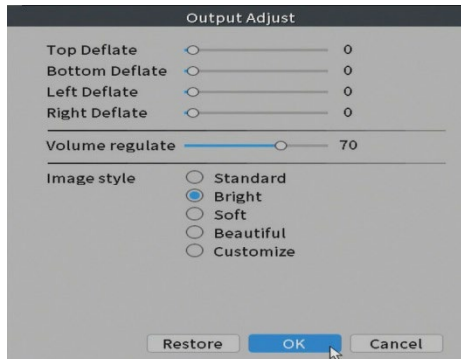 Output Adjust
Top Deflate 0
Bottom Deflate 0
Left Deflate 0
Right Deflate 0
Volume regulate 70
Image style Standard
Bright
Soft
Beautiful
Customize
Restore OK Cancel